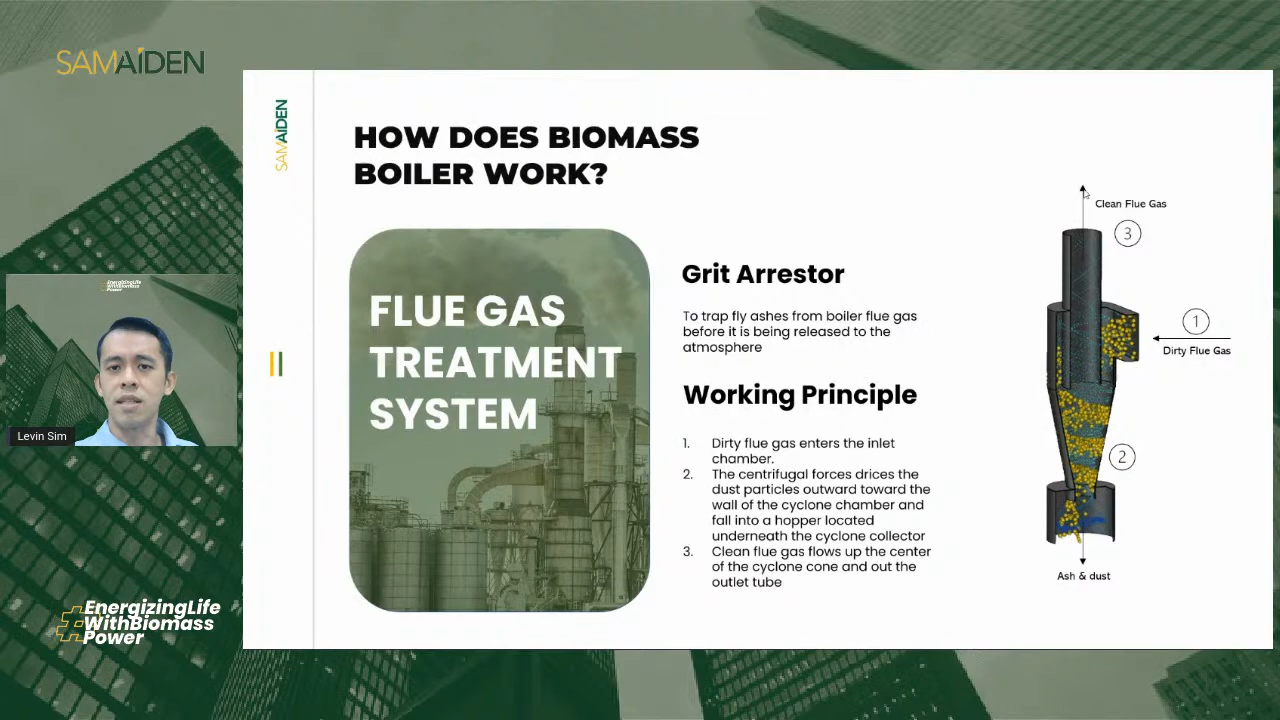 SAMAIDEN
SAMAIDEN
HOW DOES BIOMASS
BOILER WORK?
FLUE GAS
TREATMENT
SYSTEM
Grit Arrestor
To trap fly ashes from boiler flue gas
before it is being released to the
atmosphere
Working Principle
1. Dirty flue gas enters the inlet
chamber.
2. The centrifugal forces drices the
dust particles outward toward the
wall of the cyclone chamber and
fall into a hopper located
underneath the cyclone collector
3. Clean flue gas flows up the center
of the cyclone cone and out the
outlet tube
Clean Flue Gas
3
1
Dirty Flue Gas
2
Ash & dust
#EnergizingLife
WithBiomass
Power
Levin Sim
#EnergizingLife
WithBiomass
Power